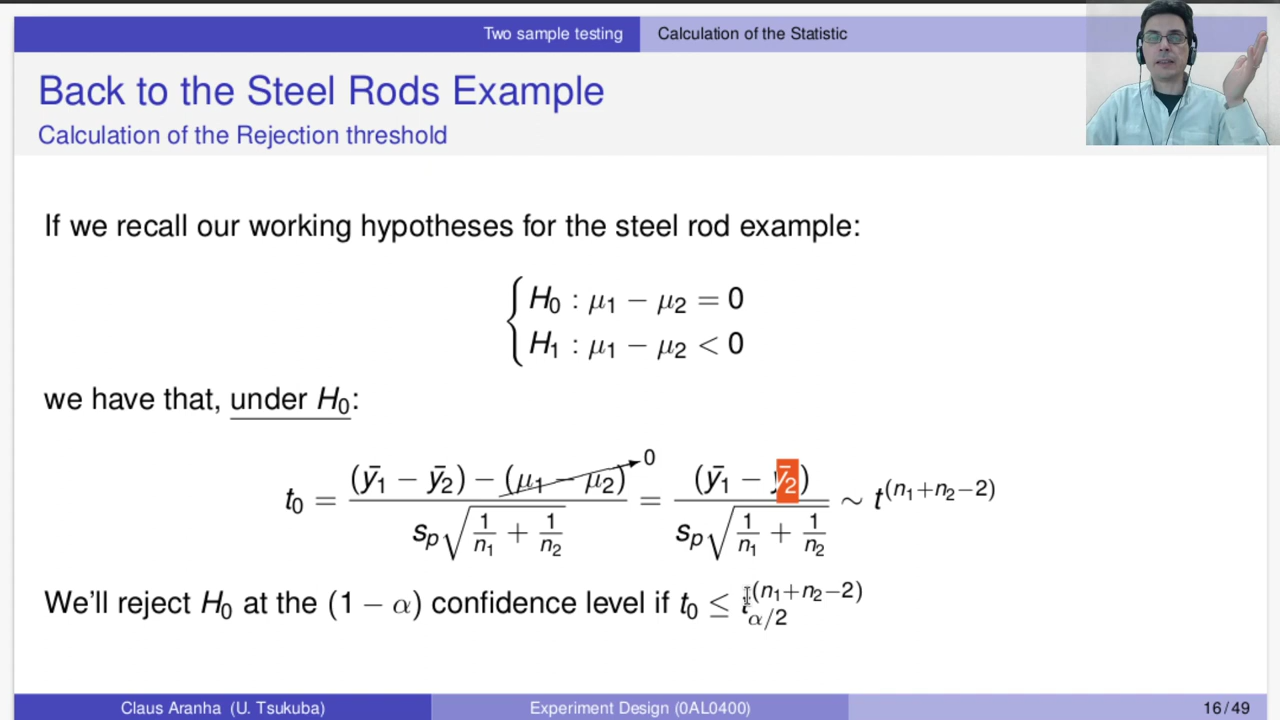 Two sample testing Calculation of the Statistic
Back to the Steel Rods Example
Calculation of the Rejection threshold
If we recall our working hypotheses for the steel rod example:
{ H₀ : μ₁ − μ₂ = 0
H₁ : μ₁ − μ₂ < 0
we have that, under H₀:
t₀ = ((ȳ₁ − ȳ₂) − (μ₁ − μ₂)→0) / (sₚ√(1/n₁ + 1/n₂)) = (ȳ₁ − ȳ₂) / (sₚ√(1/n₁ + 1/n₂)) ∼ t^(n₁+n₂−2)
We'll reject H₀ at the (1 − α) confidence level if t₀ ≤ t_{α/2}^(n₁+n₂−2)
Claus Aranha (U. Tsukuba) Experiment Design (0AL0400) 16 / 49